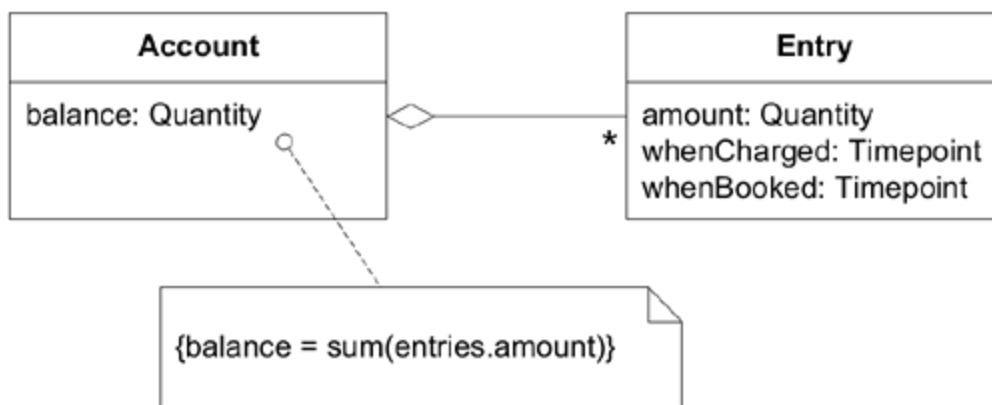 Account
balance: Quantity
*
Entry
amount: Quantity
whenCharged: Timepoint
whenBooked: Timepoint
{balance = sum(entries.amount)}